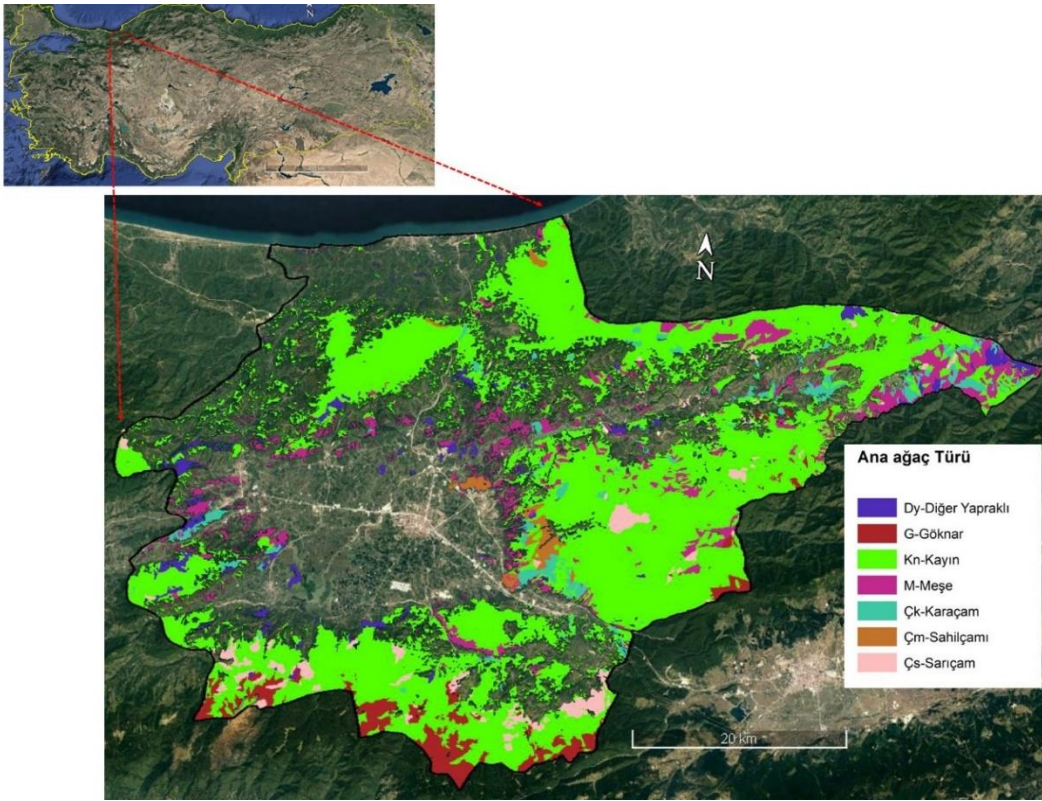 N
Ana ağaç Türü
Dy-Diğer Yapraklı
G-Göknar
Kn-Kayın
M-Meşe
Çk-Karaçam
Çm-Sahilçamı
Çs-Sarıçam
20 km